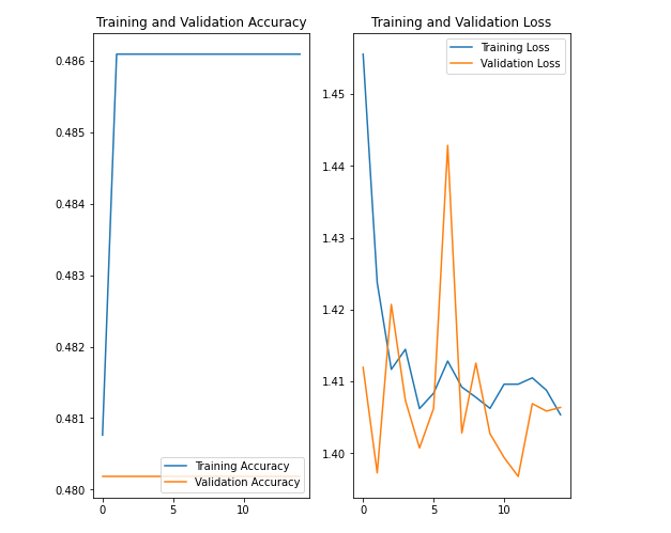 Training and Validation Accuracy
0.486
0.485
0.484
0.483
0.482
0.481
0.480
0 5 10
Training Accuracy
Validation Accuracy
Training and Validation Loss
1.45
1.44
1.43
1.42
1.41
1.40
0 5 10
Training Loss
Validation Loss